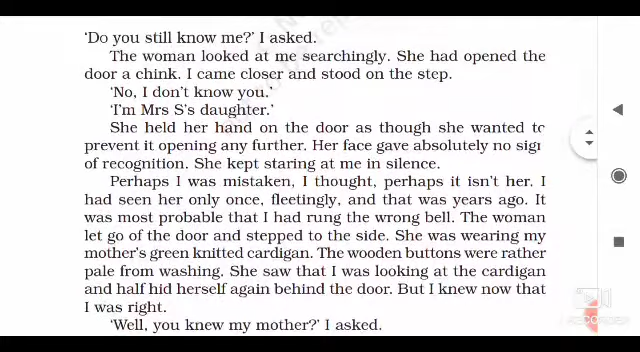 ‘Do you still know me?’ I asked.
The woman looked at me searchingly. She had opened the
door a chink. I came closer and stood on the step.
‘No, I don’t know you.’
‘I’m Mrs S’s daughter.’
She held her hand on the door as though she wanted to
prevent it opening any further. Her face gave absolutely no sign
of recognition. She kept staring at me in silence.
Perhaps I was mistaken, I thought, perhaps it isn’t her. I
had seen her only once, fleetingly, and that was years ago. It
was most probable that I had rung the wrong bell. The woman
let go of the door and stepped to the side. She was wearing my
mother’s green knitted cardigan. The wooden buttons were rather
pale from washing. She saw that I was looking at the cardigan
and half hid herself again behind the door. But I knew now that
I was right.
‘Well, you knew my mother?’ I asked.